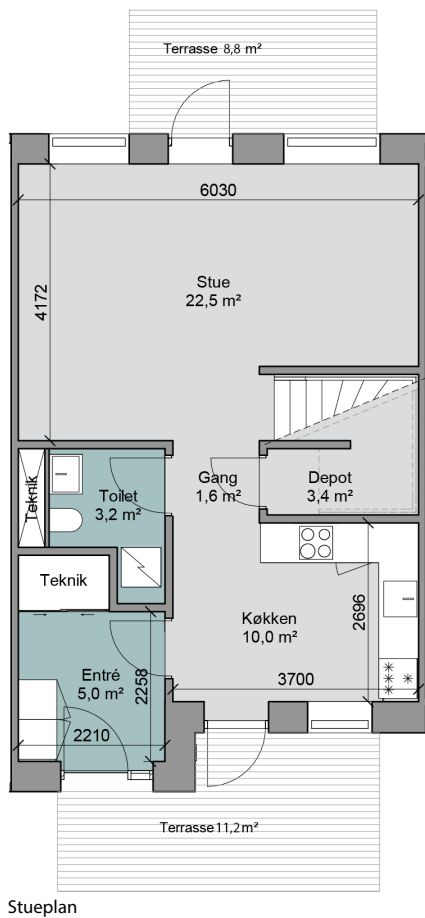 Terrasse 8,8 m²
6030
4172
Stue
22,5 m²
Teknik
Toilet
3,2 m²
Gang
1,6 m²
Depot
3,4 m²
Teknik
Køkken
10,0 m²
2696
Entré
5,0 m²
2258
3700
2210
Terrasse 11,2 m²
Stueplan